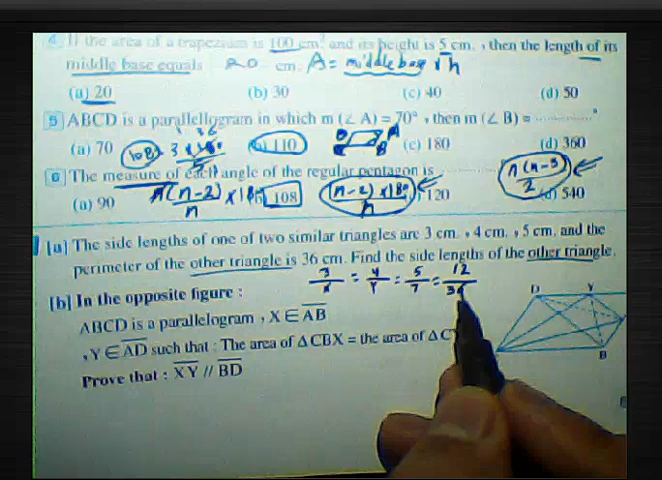 4 If the area of a trapezium is 100 cm² and its height is 5 cm. , then the length of its
middle base equals 20 cm. A = middle base x h
(a) 20 (b) 30 (c) 40 (d) 50
5 ABCD is a parallellogram in which m (∠ A) = 70° , then m (∠ B) = ............ °
(a) 70 108 (b) 110 (c) 180 (d) 360
6 The measure of each angle of the regular pentagon is
(a) 90 n(n-2)/n x 18 108 (n-2) x 180/n 120 n(n-3)/2 (d) 540
[a] The side lengths of one of two similar triangles are 3 cm. , 4 cm. , 5 cm. and the
perimeter of the other triangle is 36 cm. Find the side lengths of the other triangle.
3/x = 4/y = 5/7 = 12/36
[b] In the opposite figure :
ABCD is a parallelogram , X ∈ AB
, Y ∈ AD such that : The area of Δ CBX = the area of Δ C
Prove that : XY // BD
D Y
B